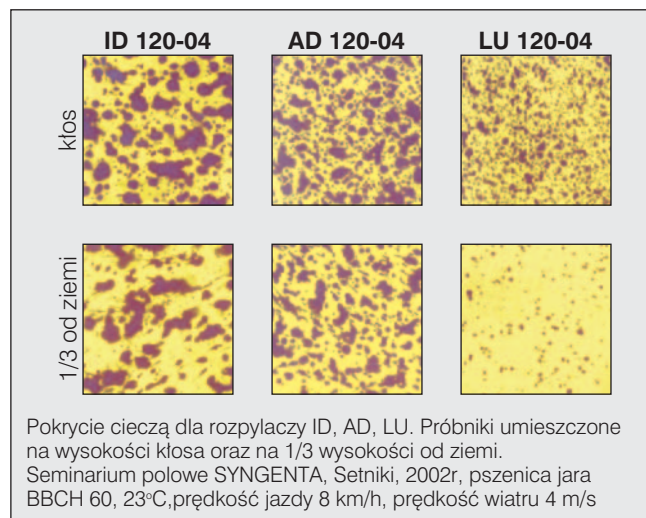 ID 120-04 AD 120-04 LU 120-04
kłos
1/3 od ziemi
Pokrycie cieczą dla rozpylaczy ID, AD, LU. Próbniki umieszczone
na wysokości kłosa oraz na 1/3 wysokości od ziemi.
Seminarium polowe SYNGENTA, Setniki, 2002r, pszenica jara
BBCH 60, 23°C,prędkość jazdy 8 km/h, prędkość wiatru 4 m/s